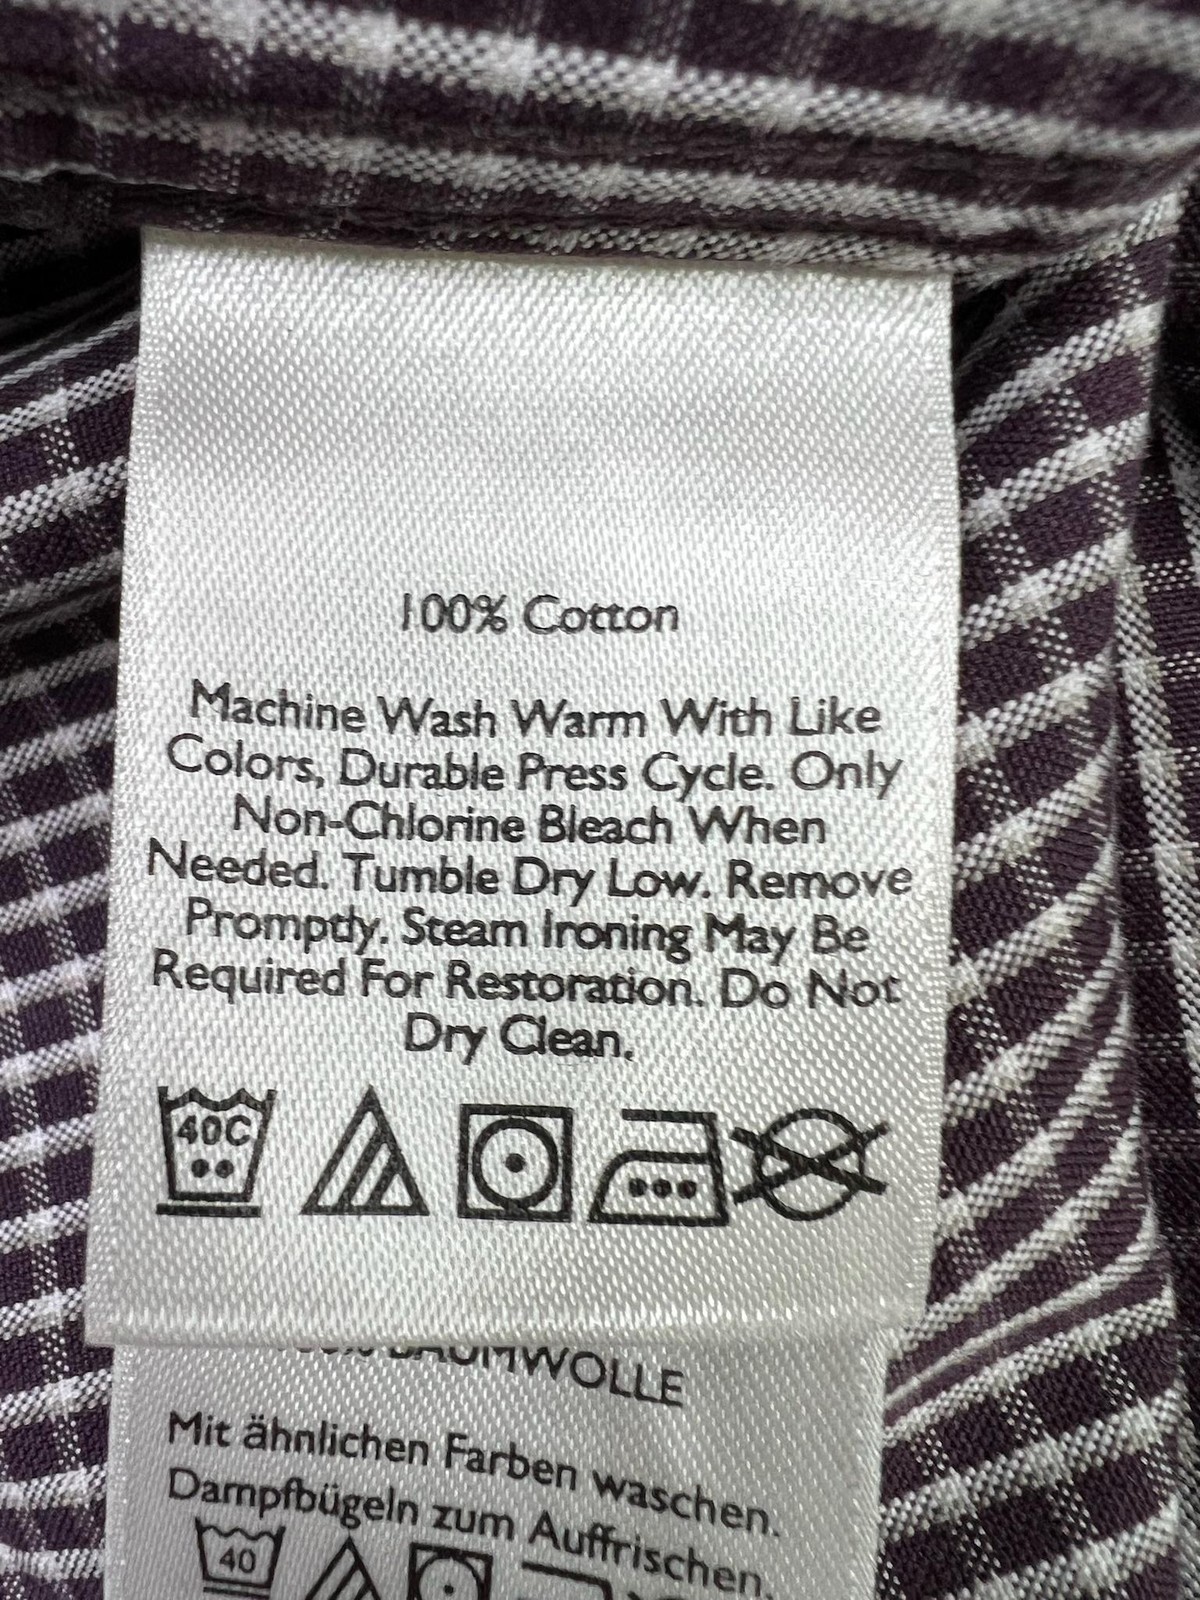 100% Cotton
Machine Wash Warm With Like
Colors, Durable Press Cycle. Only
Non-Chlorine Bleach When
Needed. Tumble Dry Low. Remove
Promptly. Steam Ironing May Be
Required For Restoration. Do Not
Dry Clean.
40C
BAUMWOLLE
Mit ähnlichen Farben waschen.
Dampfbügeln zum Auffrischen.
40